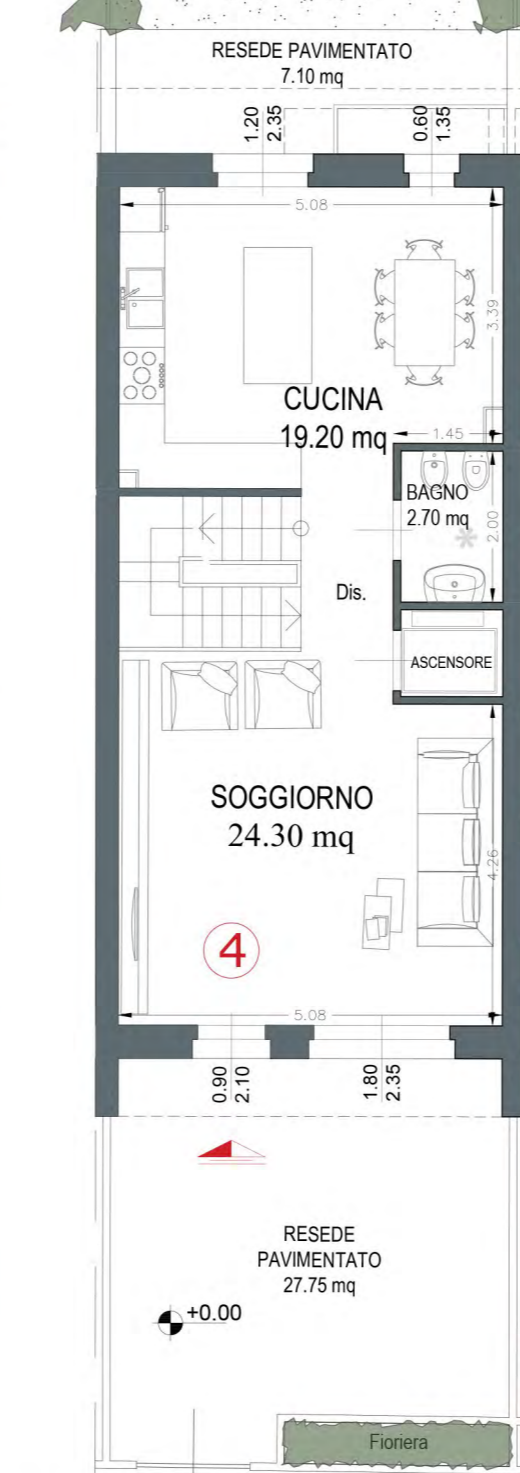 RESEDE PAVIMENTATO
7.10 mq
1.20
2.35
0.60
1.35
5.08
3.39
CUCINA
19.20 mq
1.45
BAGNO
2.70 mq
2.00
Dis.
ASCENSORE
SOGGIORNO
24.30 mq
4.26
4
5.08
0.90
2.10
1.80
2.35
RESEDE
PAVIMENTATO
27.75 mq
+0.00
Fioriera